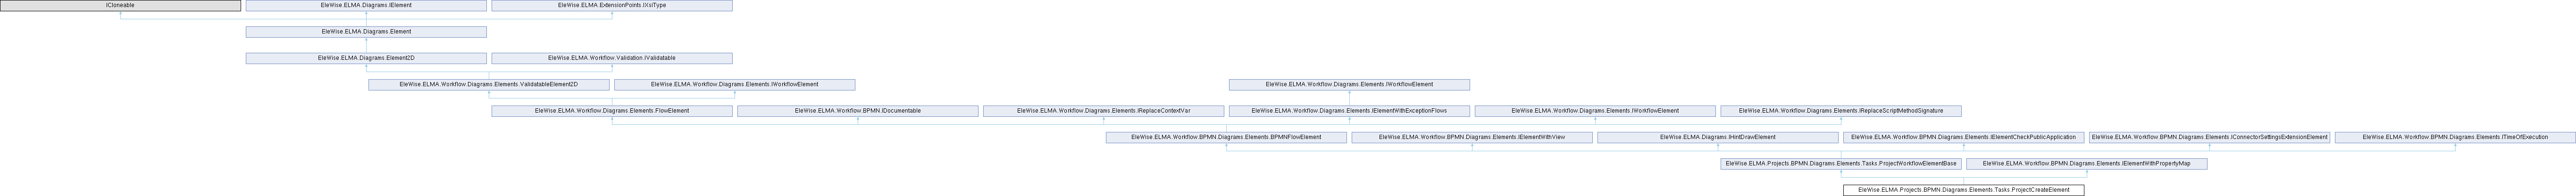 ICloneable
EleWise.ELMA.Diagrams.IElement
EleWise.ELMA.ExtensionPoints.IXsiType
EleWise.ELMA.Diagrams.Element
EleWise.ELMA.Diagrams.Element2D
EleWise.ELMA.Workflow.Validation.IValidatable
EleWise.ELMA.Workflow.Diagrams.Elements.ValidatableElement2D
EleWise.ELMA.Workflow.Diagrams.Elements.IWorkflowElement
EleWise.ELMA.Workflow.Diagrams.Elements.IWorkflowElement
EleWise.ELMA.Workflow.Diagrams.Elements.FlowElement
EleWise.ELMA.Workflow.BPMN.IDocumentable
EleWise.ELMA.Workflow.Diagrams.Elements.IReplaceContextVar
EleWise.ELMA.Workflow.Diagrams.Elements.IElementWithExceptionFlows
EleWise.ELMA.Workflow.Diagrams.Elements.IWorkflowElement
EleWise.ELMA.Workflow.Diagrams.Elements.IReplaceScriptMethodSignature
EleWise.ELMA.Workflow.BPMN.Diagrams.Elements.BPMNFlowElement
EleWise.ELMA.Workflow.BPMN.Diagrams.Elements.IElementWithView
EleWise.ELMA.Diagrams.IHintDrawElement
EleWise.ELMA.Workflow.BPMN.Diagrams.Elements.IElementCheckPublicApplication
EleWise.ELMA.Workflow.BPMN.Diagrams.Elements.IConnectorSettingsExtensionElement
EleWise.ELMA.Workflow.BPMN.Diagrams.Elements.ITimeOfExecution
EleWise.ELMA.Projects.BPMN.Diagrams.Elements.Tasks.ProjectWorkflowElementBase
EleWise.ELMA.Workflow.BPMN.Diagrams.Elements.IElementWithPropertyMap
EleWise.ELMA.Projects.BPMN.Diagrams.Elements.Tasks.ProjectCreateElement